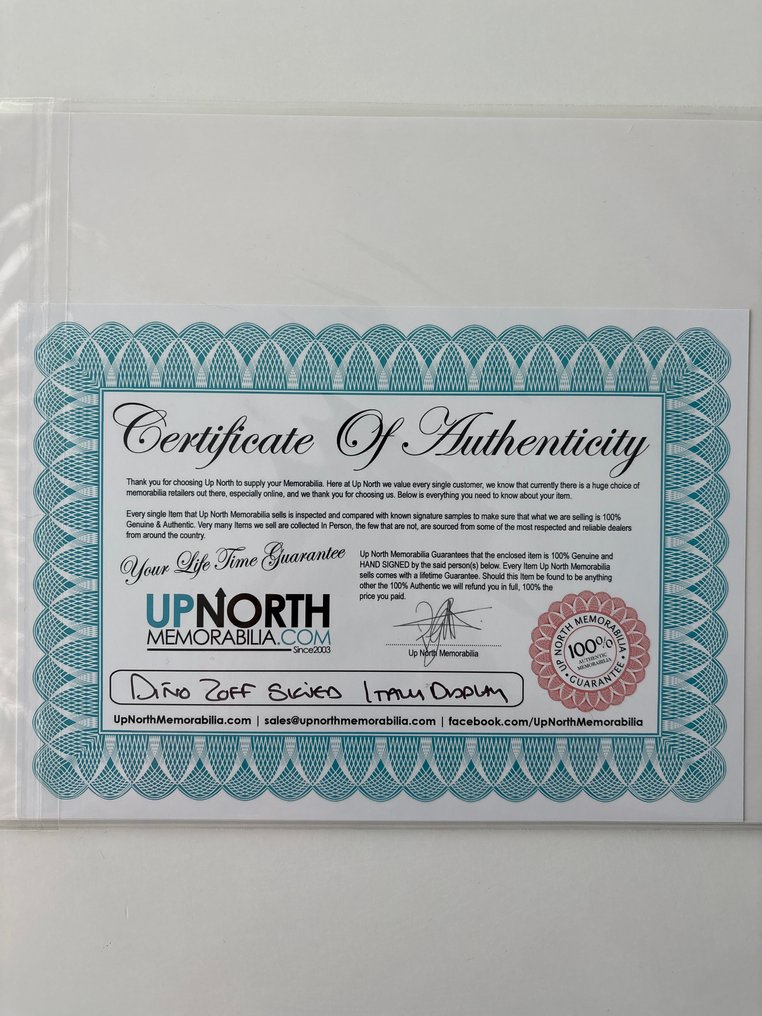 Certificate Of Authenticity
Thank you for choosing Up North to supply your Memorabilia. Here at Up North we value every single customer, we know that currently there is a huge choice of
memorabilia retailers out there, especially online, and we thank you for choosing us. Below is everything you need to know about your item.
Every single Item that Up North Memorabilia sells is inspected and compared with known signature samples to make sure that what we are selling is 100%
Genuine & Authentic. Very many Items we sell are collected In Person, the few that are not, are sourced from some of the most respected and reliable dealers
from around the country.
Your Life Time Guarantee
Up North Memorabilia Guarantees that the enclosed item is 100% Genuine and
HAND SIGNED by the said person(s) below. Every Item Up North Memorabilia
sells comes with a lifetime Guarantee. Should this Item be found to be anything
other the 100% Authentic we will refund you in full, 100% the
price you paid.
UPNORTH
MEMORABILIA.COM
Since2003
Up North Memorabilia
UP NORTH MEMORABILIA
100%
AUTHENTIC
MEMORABILIA
• GUARANTEE •
DINO ZOFF SIGNED ITALY DISPLAY
UpNorthMemorabilia.com | sales@upnorthmemorabilia.com | facebook.com/UpNorthMemorabilia